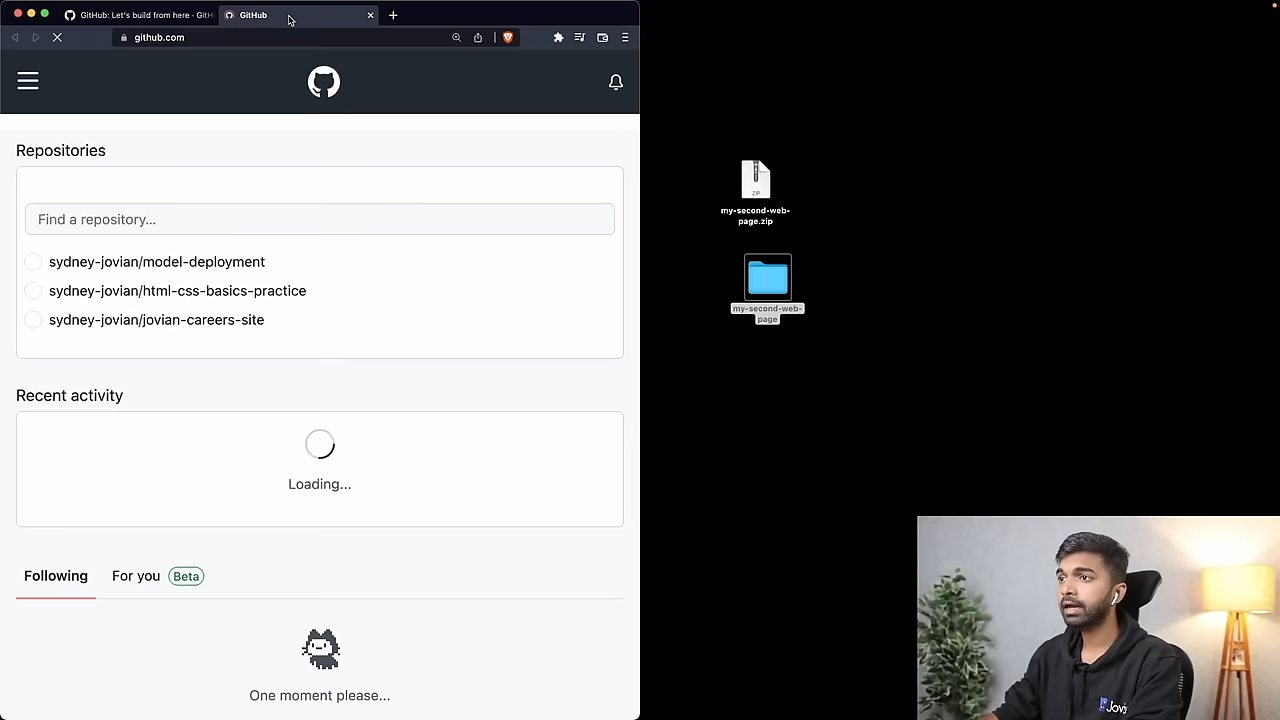 GitHub: Let's build from here · GitH
GitHub
github.com
Repositories
Find a repository...
sydney-jovian/model-deployment
sydney-jovian/html-css-basics-practice
sydney-jovian/jovian-careers-site
Recent activity
Loading...
Following
For you
Beta
One moment please...
ZIP
my-second-web-
page.zip
my-second-web-
page
Jovi